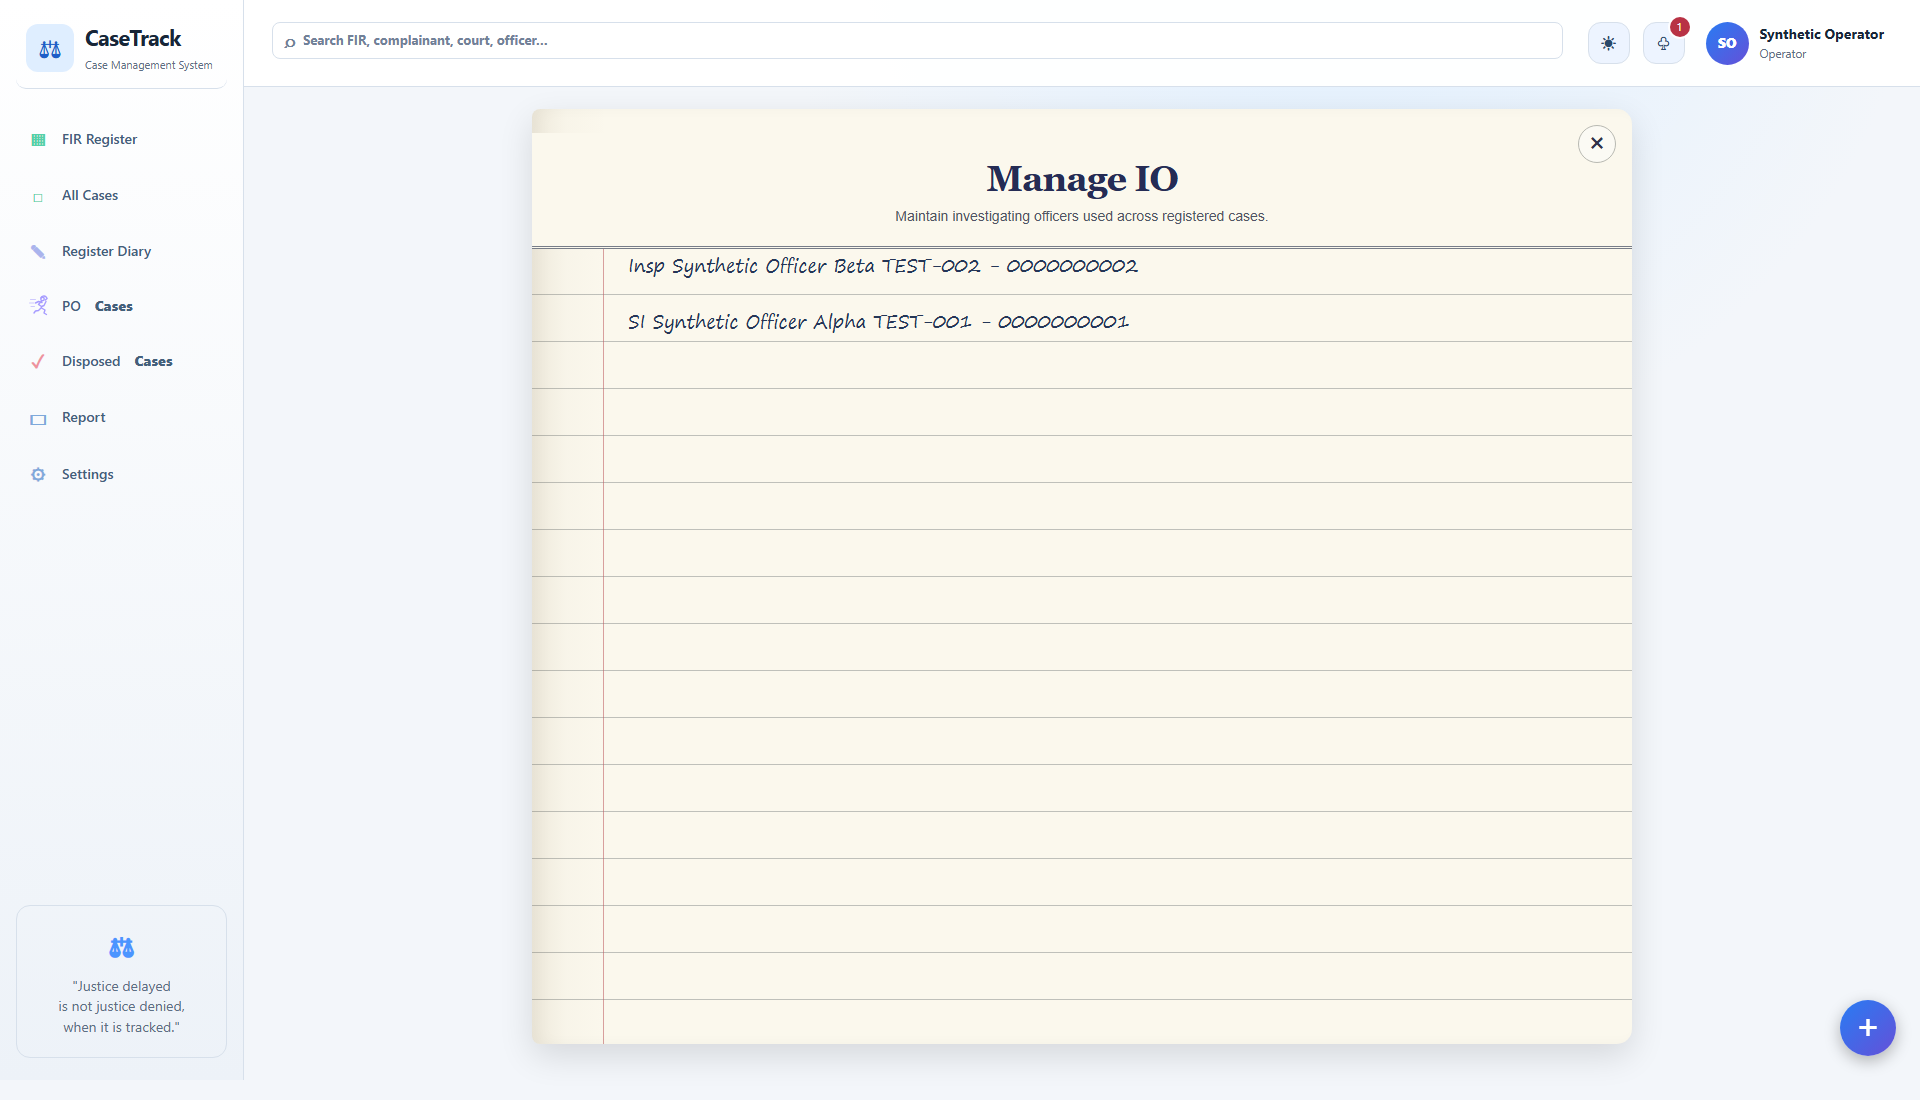 CaseTrack
Case Management System
Search FIR, complainant, court, officer...
1
SO
Synthetic Operator
Operator
FIR Register
All Cases
Register Diary
PO Cases
Disposed Cases
Report
Settings
"Justice delayed
is not justice denied,
when it is tracked."
Manage IO
Maintain investigating officers used across registered cases.
Insp Synthetic Officer Beta TEST-002 - 0000000002
SI Synthetic Officer Alpha TEST-001 - 0000000001